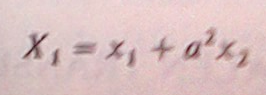 X₁ = x₁ + a²x₂